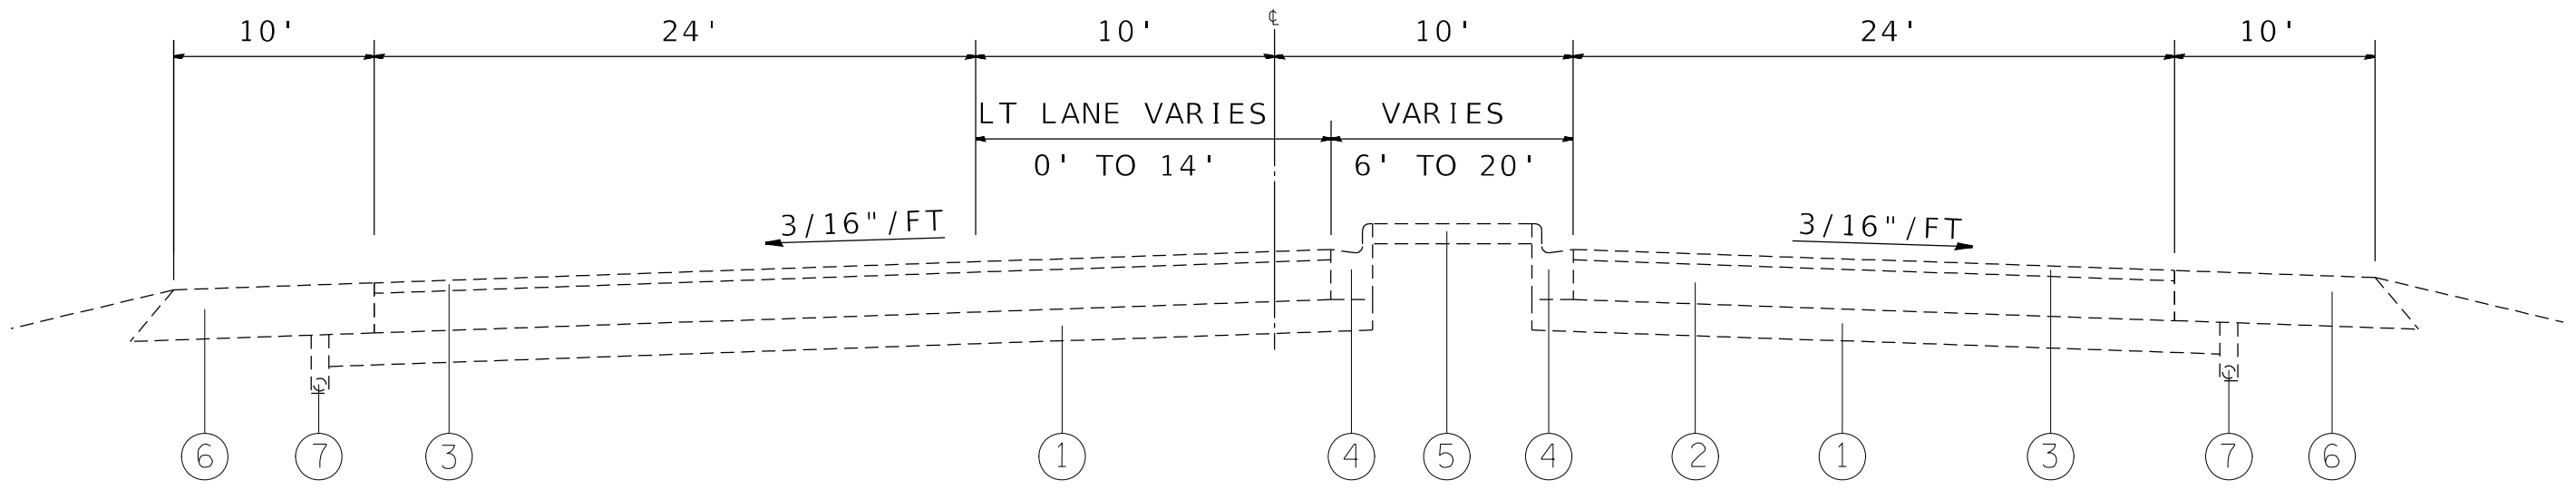 10' 24' 10' ℄ 10' 24' 10'
LT LANE VARIES VARIES
0' TO 14' 6' TO 20'
3/16"/FT 3/16"/FT
6 7 3 1 4 5 4 2 1 3 7 6